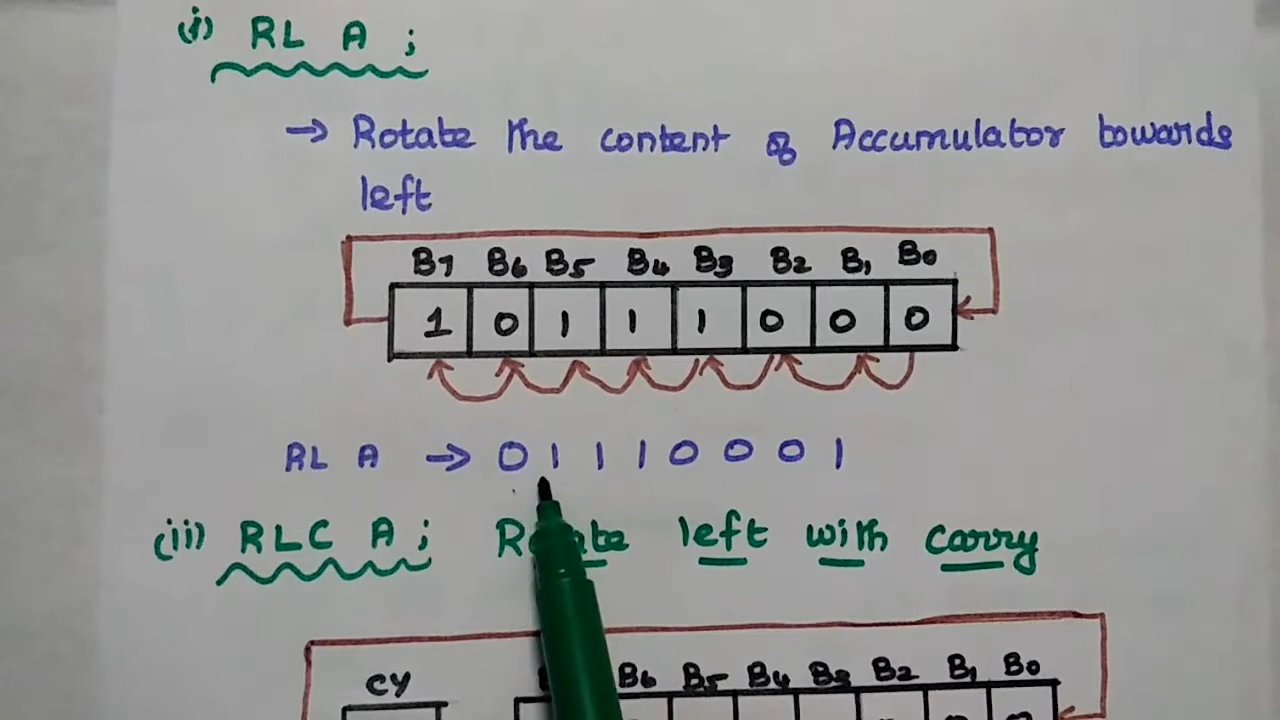 (i) RL A ;
→ Rotate the content of Accumulator towards
left
B7 B6 B5 B4 B3 B2 B1 B0
1 0 1 1 1 0 0 0
RL A → 0 1 1 1 0 0 0 1
(ii) RLC A ; Rotate left with carry
CY B6 B5 B4 B3 B2 B1 B0